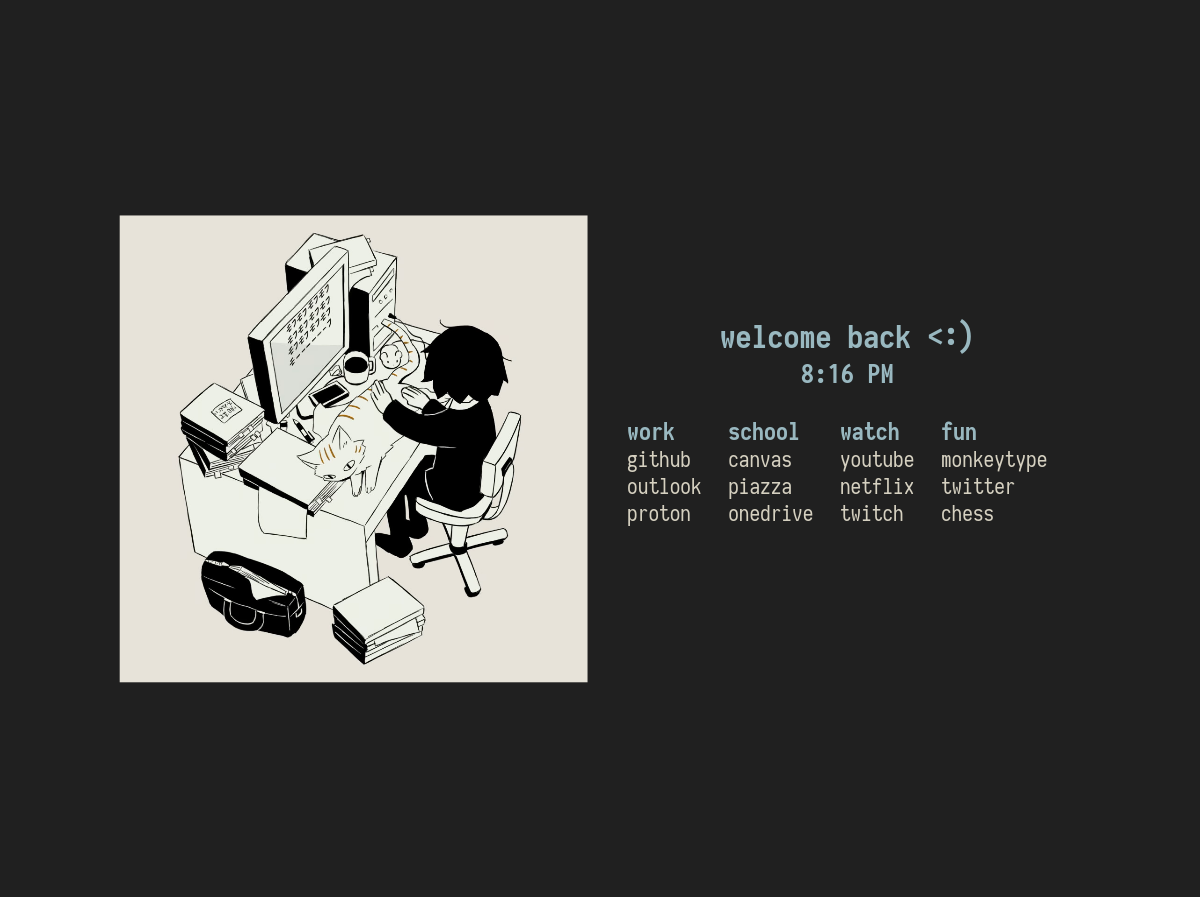 welcome back <:)
8:16 PM
work school watch fun
github canvas youtube monkeytype
outlook piazza netflix twitter
proton onedrive twitch chess